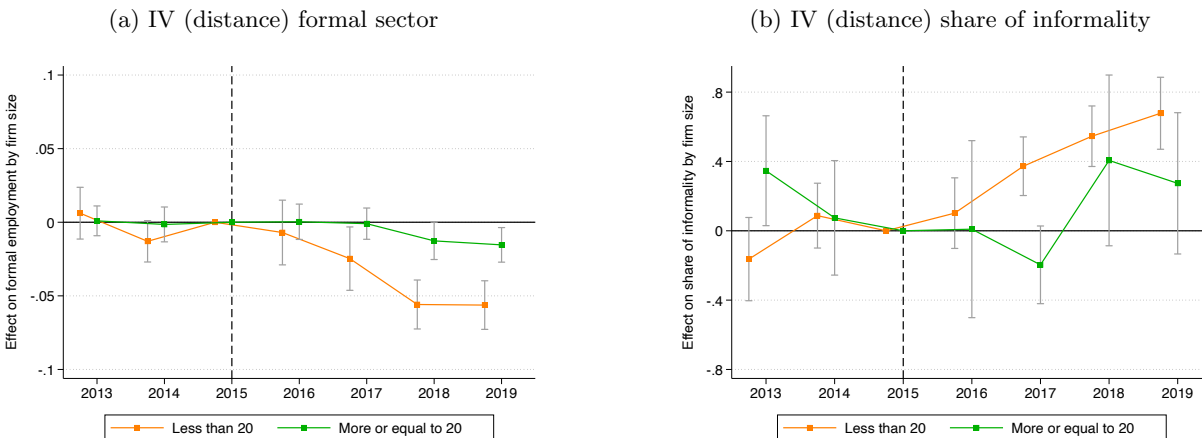 (a) IV (distance) formal sector
Effect on formal employment by firm size
.1
.05
0
-.05
-.1
2013 2014 2015 2016 2017 2018 2019
Less than 20 More or equal to 20
(b) IV (distance) share of informality
Effect on share of informality by firm size
.8
.4
0
-.4
-.8
2013 2014 2015 2016 2017 2018 2019
Less than 20 More or equal to 20